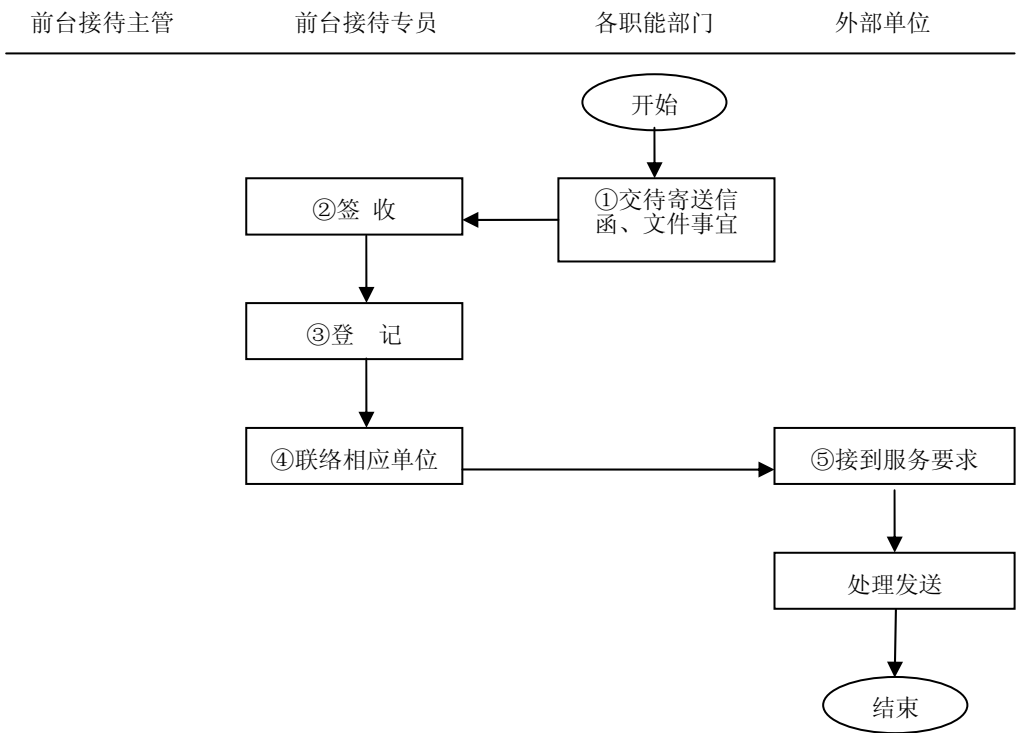 前台接待主管 前台接待专员 各职能部门 外部单位
开始
①交待寄送信
函、文件事宜
②签 收
③登 记
④联络相应单位
⑤接到服务要求
处理发送
结束